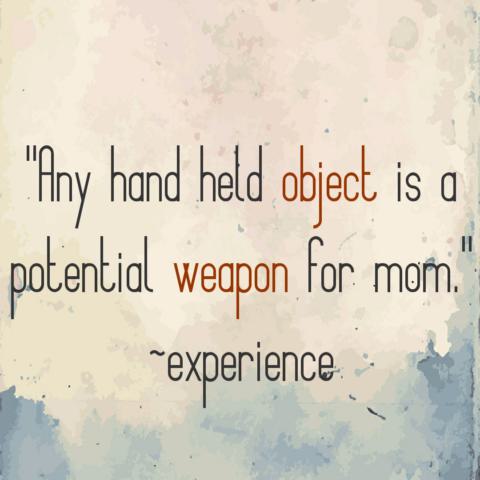 "Any hand held object is a
potential weapon for mom."
~experience